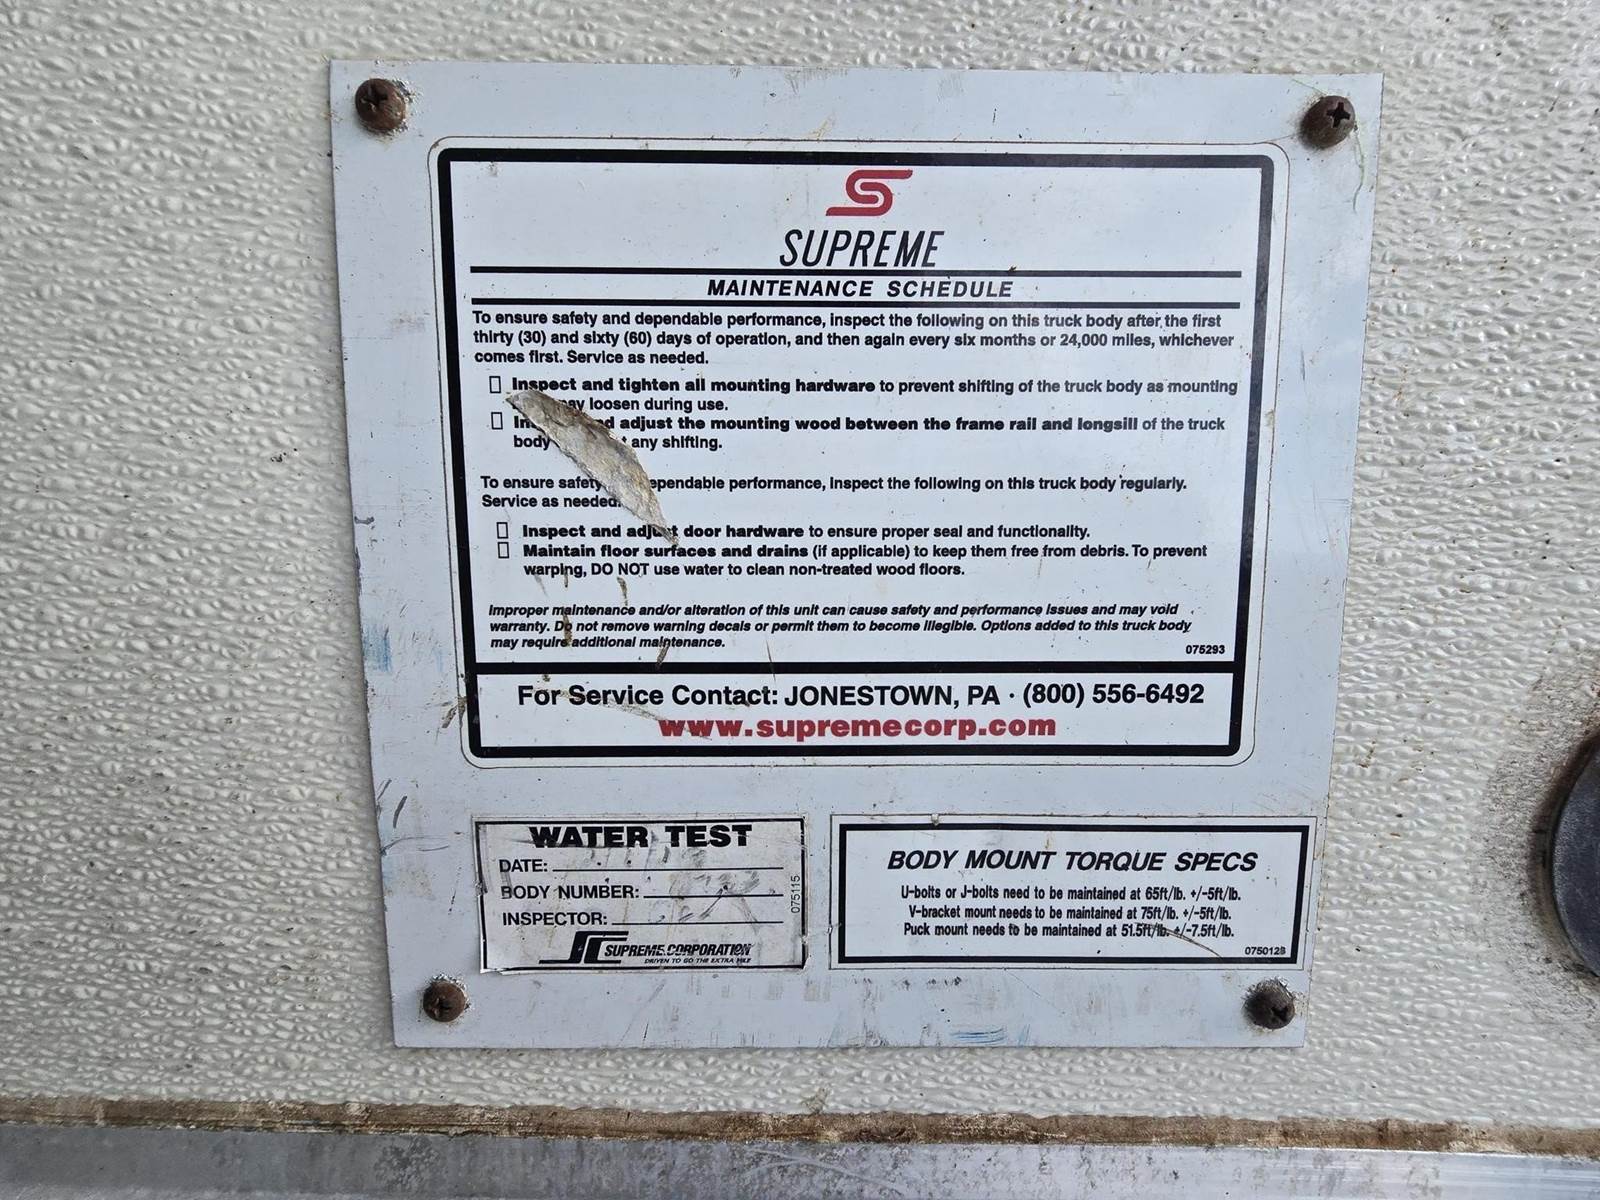 SUPREME
MAINTENANCE SCHEDULE
To ensure safety and dependable performance, inspect the following on this truck body after the first
thirty (30) and sixty (60) days of operation, and then again every six months or 24,000 miles, whichever
comes first. Service as needed.
Inspect and tighten all mounting hardware to prevent shifting of the truck body as mounting
may loosen during use.
adjust the mounting wood between the frame rail and longsill of the truck
body any shifting.
To ensure safety dependable performance, inspect the following on this truck body regularly.
Service as needed.
Inspect and adjust door hardware to ensure proper seal and functionality.
Maintain floor surfaces and drains (if applicable) to keep them free from debris. To prevent
warping, DO NOT use water to clean non-treated wood floors.
Improper maintenance and/or alteration of this unit can cause safety and performance issues and may void
warranty. Do not remove warning decals or permit them to become illegible. Options added to this truck body
may require additional maintenance.
075293
For Service Contact: JONESTOWN, PA · (800) 556-6492
www.supremecorp.com
WATER TEST
DATE:
BODY NUMBER:
INSPECTOR:
075115
SUPREME CORPORATION
DRIVEN TO GO THE EXTRA MILE
BODY MOUNT TORQUE SPECS
U-bolts or J-bolts need to be maintained at 65ft/lb. +/-5ft/lb.
V-bracket mount needs to be maintained at 75ft/lb. +/-5ft/lb.
Puck mount needs to be maintained at 51.5ft/lb. +/-7.5ft/lb.